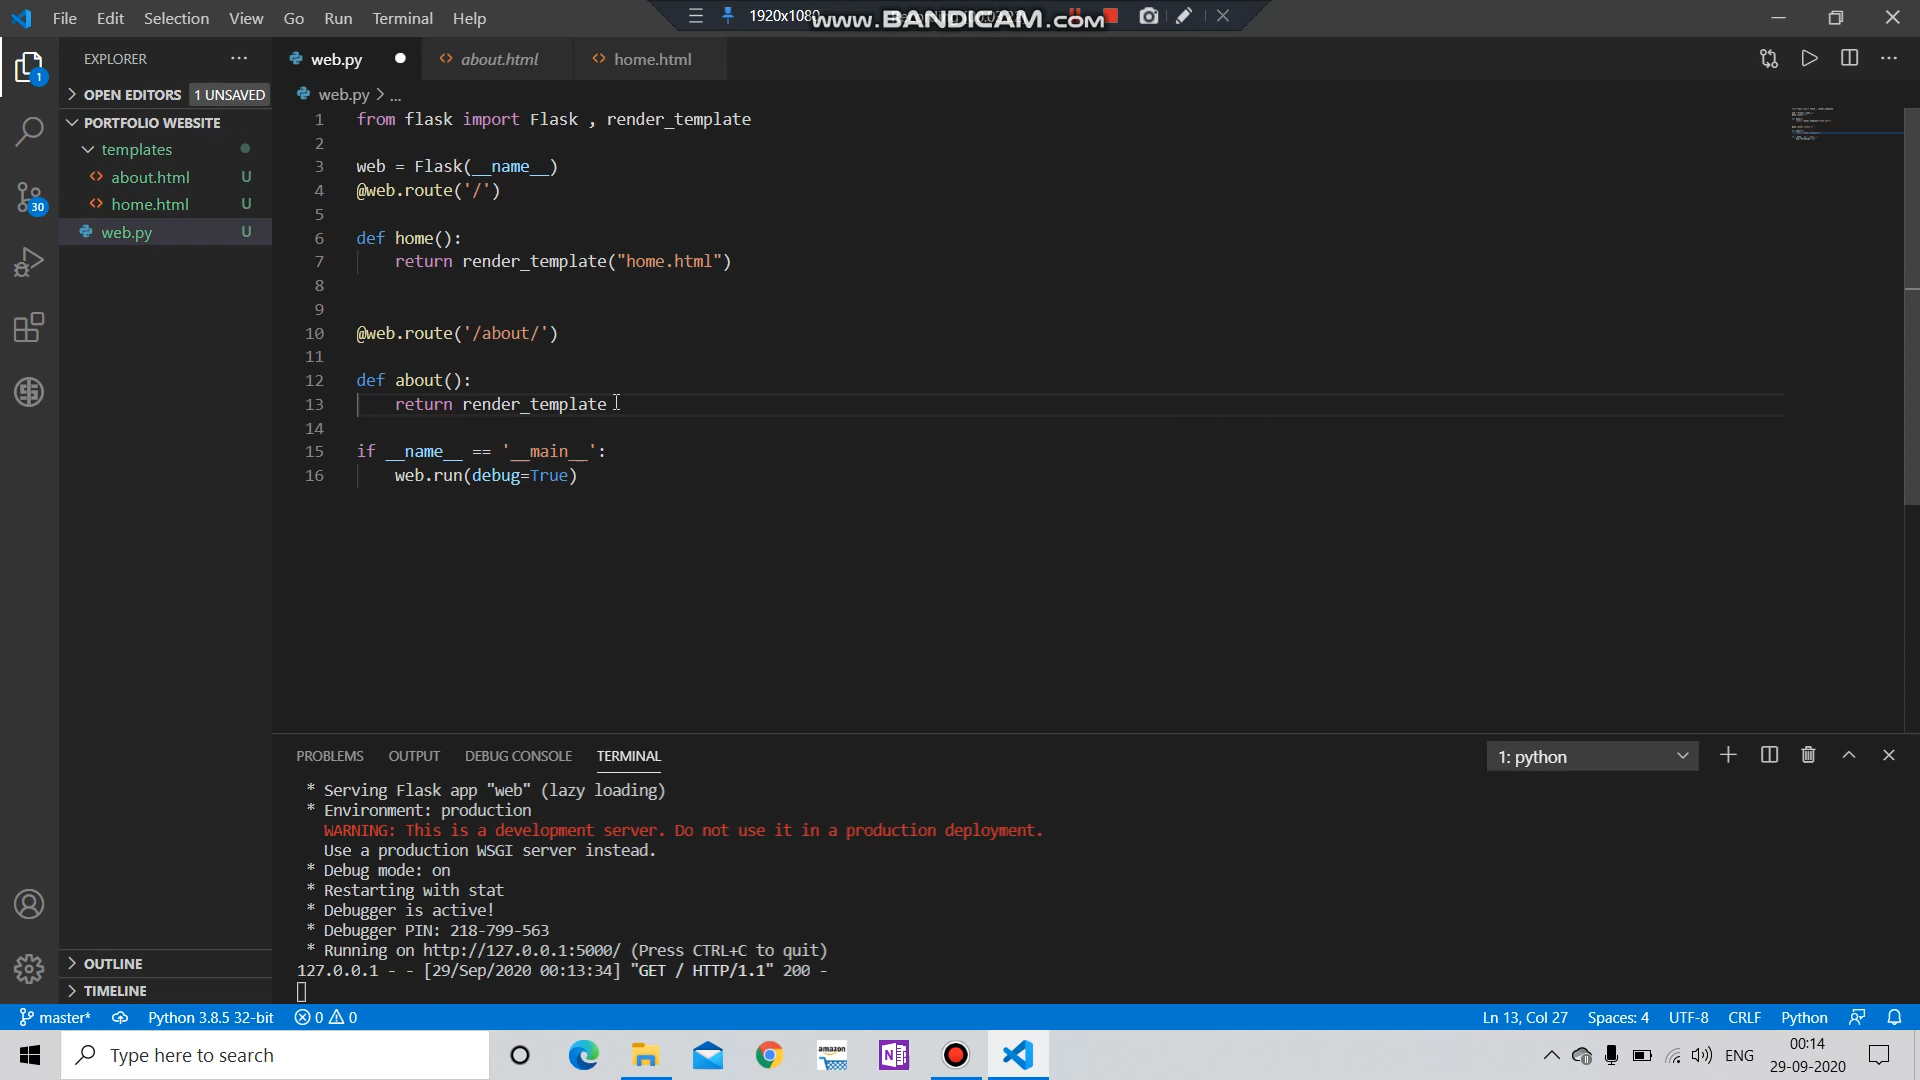 File Edit Selection View Go Run Terminal Help
1920x1080
www.BANDICAM.com
EXPLORER
web.py
about.html
home.html
OPEN EDITORS 1 UNSAVED
PORTFOLIO WEBSITE
templates
about.html U
home.html U
web.py U
web.py > ...
1 from flask import Flask , render_template
2
3 web = Flask(__name__)
4 @web.route('/')
5
6 def home():
7 return render_template("home.html")
8
9
10 @web.route('/about/')
11
12 def about():
13 return render_template
14
15 if __name__ == '__main__':
16 web.run(debug=True)
PROBLEMS OUTPUT DEBUG CONSOLE TERMINAL
1: python
* Serving Flask app "web" (lazy loading)
* Environment: production
WARNING: This is a development server. Do not use it in a production deployment.
Use a production WSGI server instead.
* Debug mode: on
* Restarting with stat
* Debugger is active!
* Debugger PIN: 218-799-563
* Running on http://127.0.0.1:5000/ (Press CTRL+C to quit)
127.0.0.1 - - [29/Sep/2020 00:13:34] "GET / HTTP/1.1" 200 -
OUTLINE
TIMELINE
1
30
master*
Python 3.8.5 32-bit
0 0
Ln 13, Col 27
Spaces: 4
UTF-8
CRLF
Python
Type here to search
amazon
N
ENG
00:14
29-09-2020